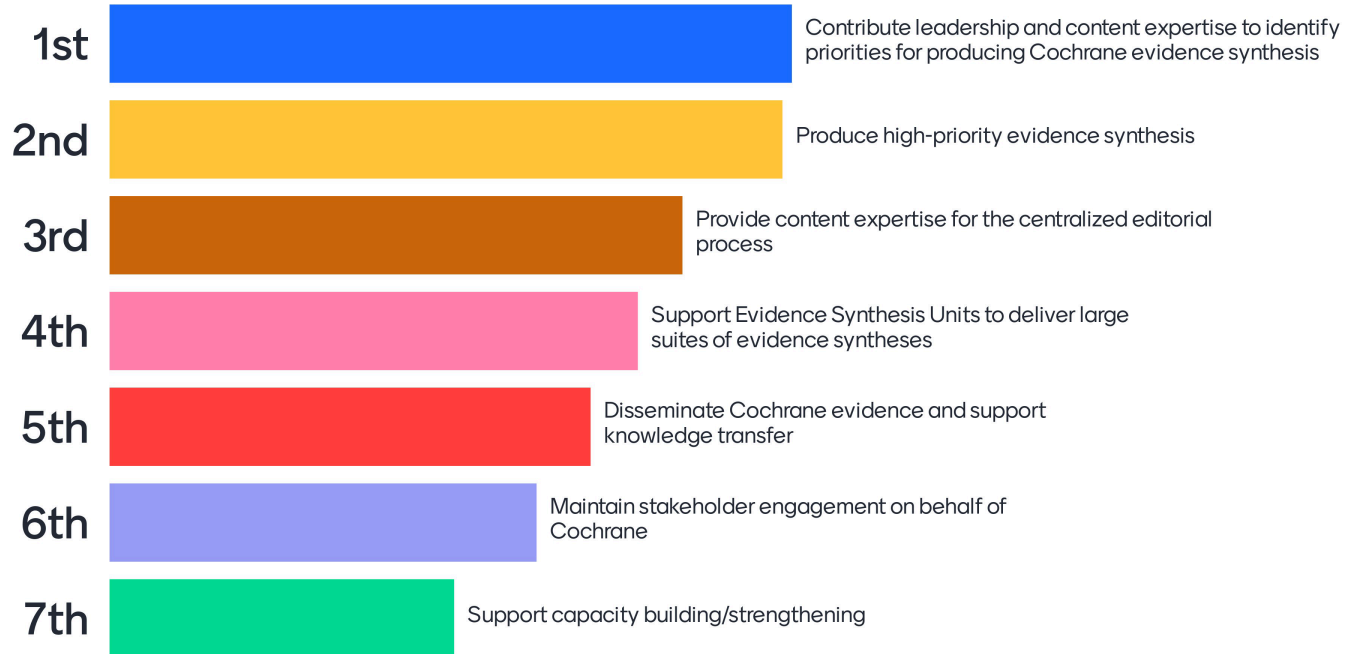 1st
Contribute leadership and content expertise to identify
priorities for producing Cochrane evidence synthesis
2nd
Produce high-priority evidence synthesis
3rd
Provide content expertise for the centralized editorial
process
4th
Support Evidence Synthesis Units to deliver large
suites of evidence syntheses
5th
Disseminate Cochrane evidence and support
knowledge transfer
6th
Maintain stakeholder engagement on behalf of
Cochrane
7th
Support capacity building/strengthening